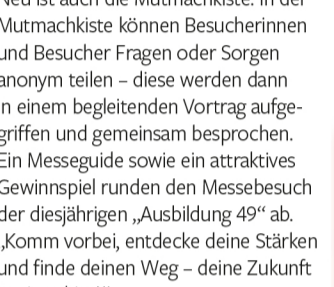 Neu ist auch die Mutmachkiste. In der
Mutmachkiste können Besucherinnen
und Besucher Fragen oder Sorgen
anonym teilen – diese werden dann
in einem begleitenden Vortrag aufge-
griffen und gemeinsam besprochen.
Ein Messeguide sowie ein attraktives
Gewinnspiel runden den Messebesuch
der diesjährigen „Ausbildung 49“ ab.
„Komm vorbei, entdecke deine Stärken
und finde deinen Weg – deine Zukunft